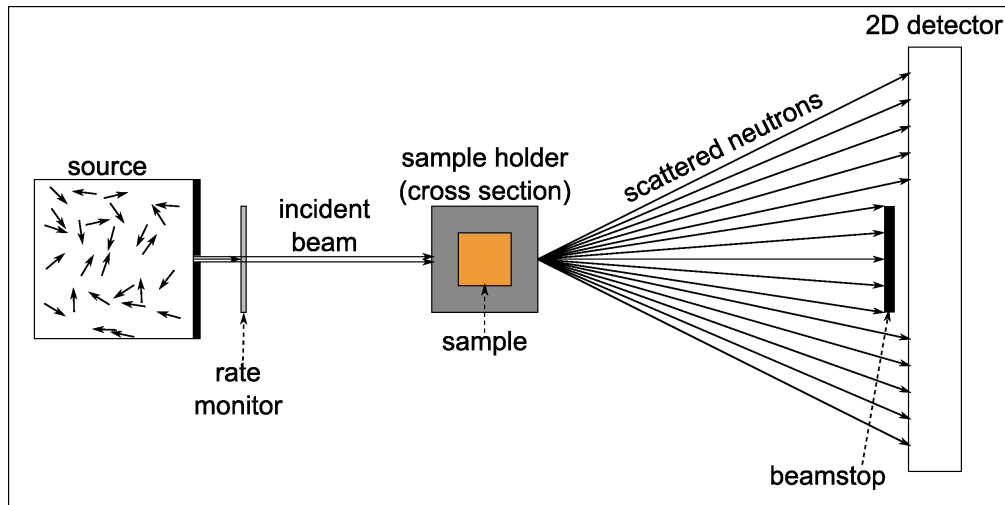 2D detector
scattered neutrons
source
sample holder
(cross section)
incident
beam
sample
rate
monitor
beamstop